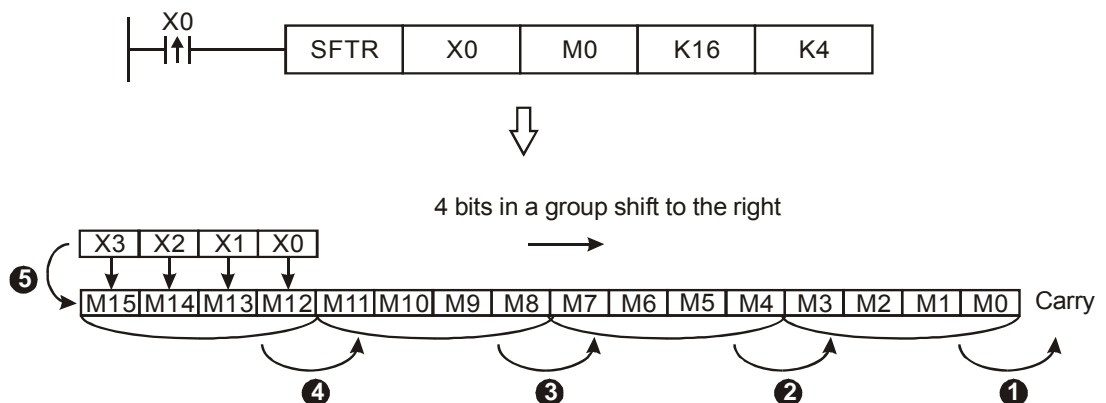 X0
SFTR X0 M0 K16 K4
4 bits in a group shift to the right
X3 X2 X1 X0
5
M15 M14 M13 M12 M11 M10 M9 M8 M7 M6 M5 M4 M3 M2 M1 M0 Carry
4 3 2 1